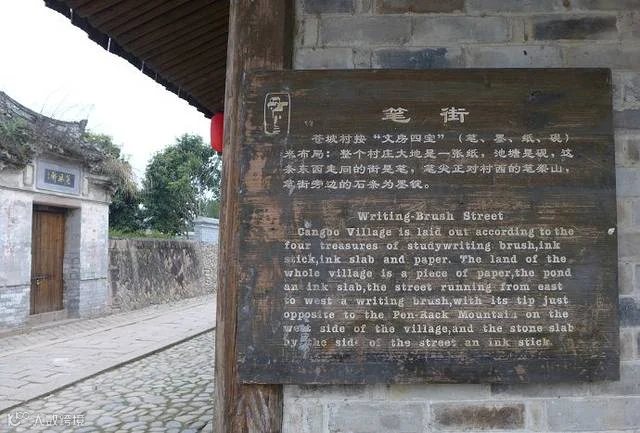 笔 街
苍坡村按“文房四宝”（笔、墨、纸、砚）
来布局：整个村庄大地是一张纸，池塘是砚，这
条东西走向的街是笔，笔尖正对村西的笔架山，
笔街旁边的石条为墨锭。
Writing-Brush Street
Cangbo Village is laid out according to the
four treasures of studywriting brush,ink
stick,ink slab and paper. The land of the
whole village is a piece of paper,the pond
an ink slab,the street running from east
to west a writing brush,with its tip just
opposite to the Pen-Rack Mountain on the
west side of the village,and the stone slab
by the side of the street an ink stick.